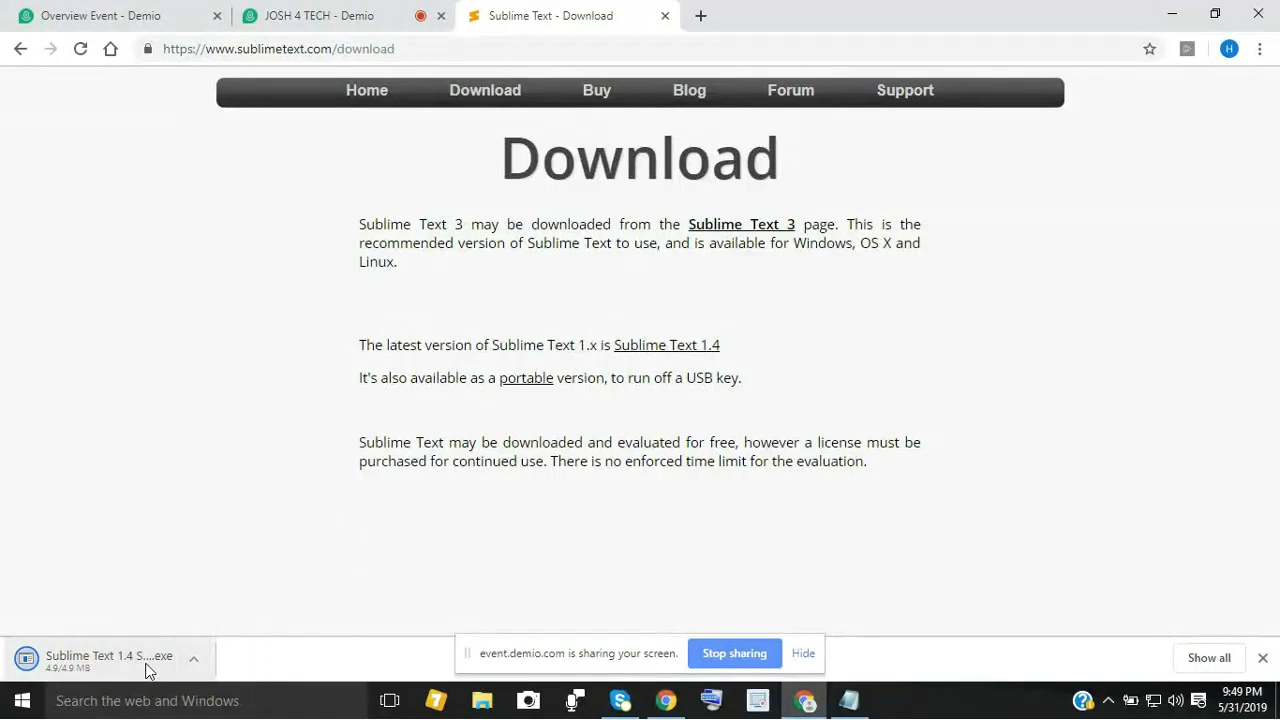 Overview Event - Demio
JOSH 4 TECH - Demio
Sublime Text - Download
https://www.sublimetext.com/download
H
Home
Download
Buy
Blog
Forum
Support
Download
Sublime Text 3 may be downloaded from the Sublime Text 3 page. This is the
recommended version of Sublime Text to use, and is available for Windows, OS X and
Linux.
The latest version of Sublime Text 1.x is Sublime Text 1.4
It's also available as a portable version, to run off a USB key.
Sublime Text may be downloaded and evaluated for free, however a license must be
purchased for continued use. There is no enforced time limit for the evaluation.
Sublime Text 1.4 S....exe
4.9/4.9 MB
event.demio.com is sharing your screen.
Stop sharing
Hide
Show all
Search the web and Windows
9:49 PM
5/31/2019